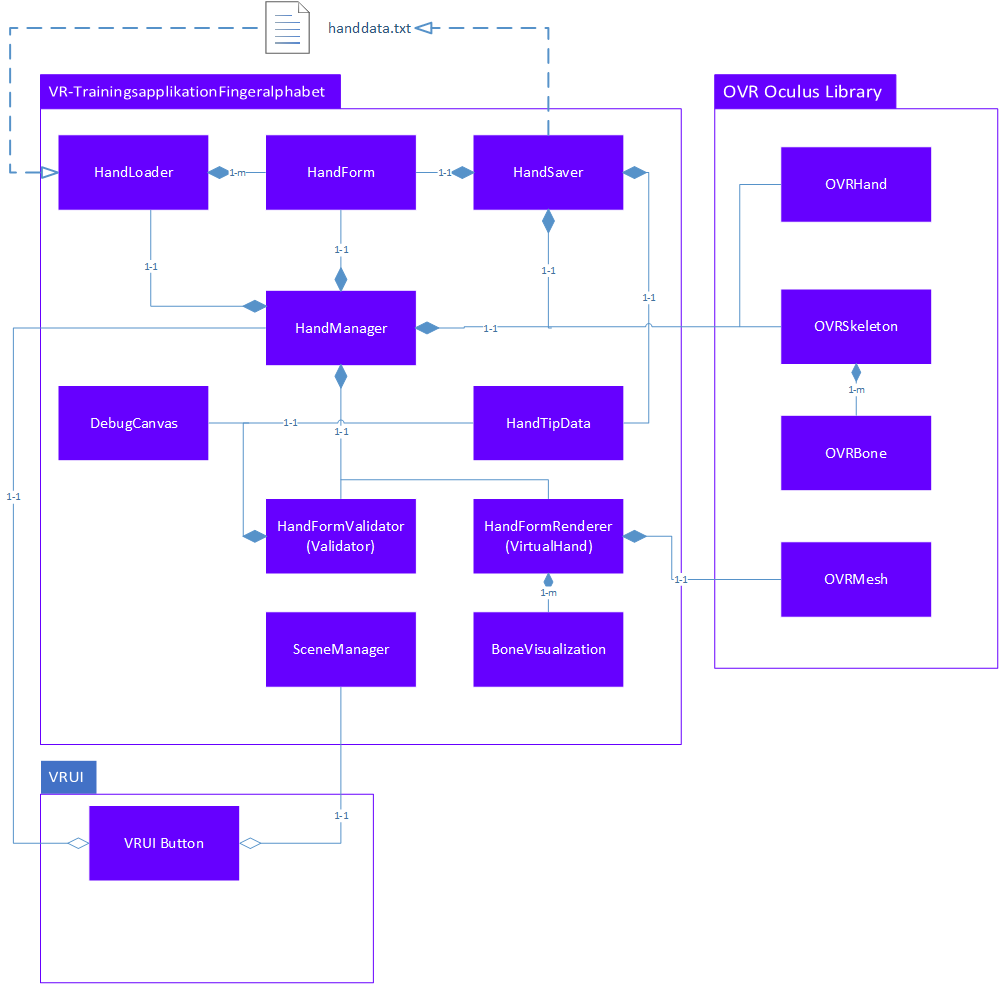 handdata.txt
VR-TrainingsapplikationFingeralphabet
OVR Oculus Library
HandLoader
1-m
HandForm
1-1
HandSaver
OVRHand
1-1
1-1
1-1
1-1
HandManager
1-1
OVRSkeleton
1-m
DebugCanvas
1-1
1-1
HandTipData
OVRBone
1-1
HandFormValidator
(Validator)
HandFormRenderer
(VirtualHand)
1-1
OVRMesh
1-m
SceneManager
BoneVisualization
VRUI
1-1
VRUI Button